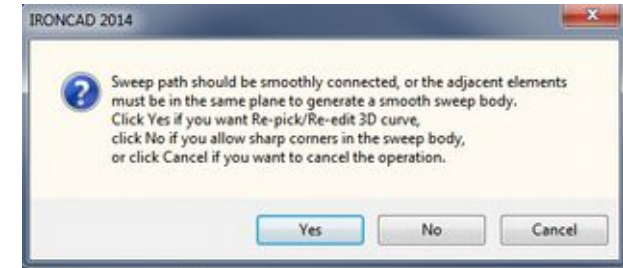 IRONCAD 2014
Sweep path should be smoothly connected, or the adjacent elements
must be in the same plane to generate a smooth sweep body.
Click Yes if you want Re-pick/Re-edit 3D curve,
click No if you allow sharp corners in the sweep body,
or click Cancel if you want to cancel the operation.
Yes No Cancel